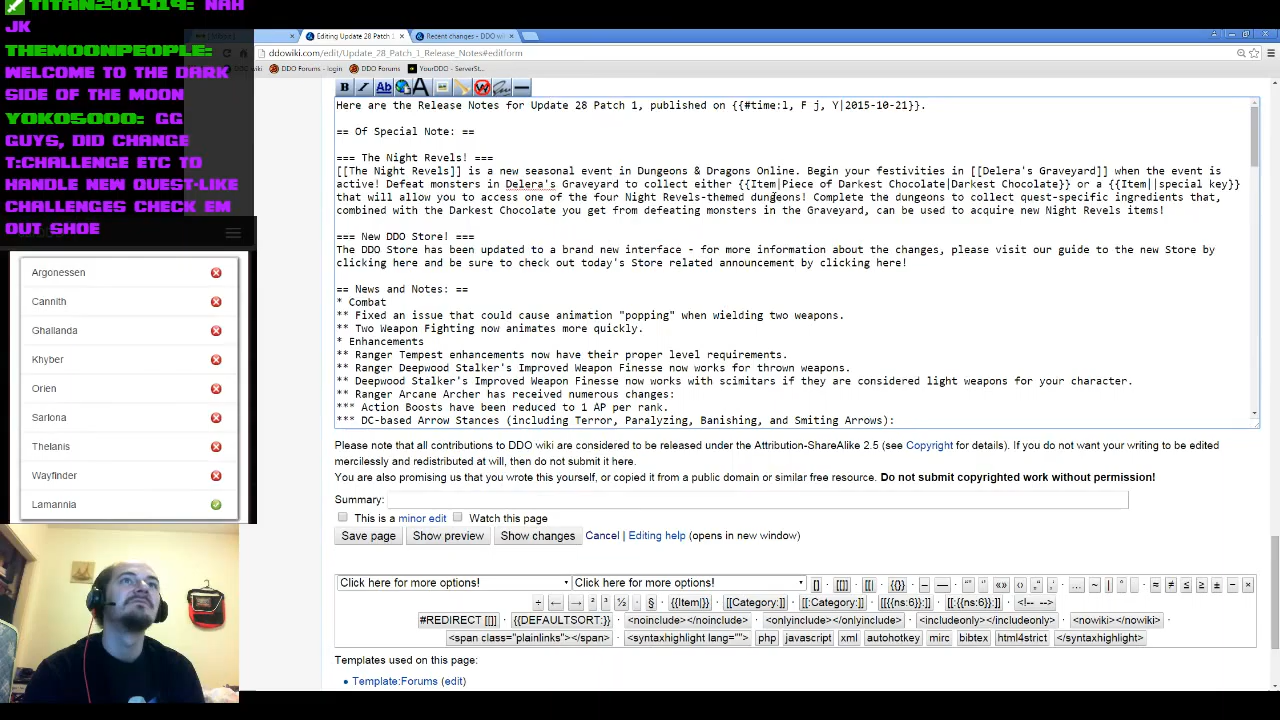 TITAN201419: NAH
JK
THEMOONPEOPLE:
WELCOME TO THE DARK
SIDE OF THE MOON
YOKO5000: GG
GUYS, DID CHANGE
T:CHALLENGE ETC TO
HANDLE NEW QUEST-LIKE
CHALLENGES CHECK EM
OUT SHOE
Argonessen
Cannith
Ghallanda
Khyber
Orien
Sarlona
Thelanis
Wayfinder
Lamannia
Editing Update 28 Patch 1
Recent changes - DDO wi
ddowiki.com/edit/Update_28_Patch_1_Release_Notes#editform
DDO Forums - login
DDO Forums
YourDDO - ServerSt...
Here are the Release Notes for Update 28 Patch 1, published on {{#time:l, F j, Y|2015-10-21}}.
== Of Special Note: ==
=== The Night Revels! ===
[[The Night Revels]] is a new seasonal event in Dungeons & Dragons Online. Begin your festivities in [[Delera's Graveyard]] when the event is
active! Defeat monsters in Delera's Graveyard to collect either {{Item|Piece of Darkest Chocolate|Darkest Chocolate}} or a {{Item||special key}}
that will allow you to access one of the four Night Revels-themed dungeons! Complete the dungeons to collect quest-specific ingredients that,
combined with the Darkest Chocolate you get from defeating monsters in the Graveyard, can be used to acquire new Night Revels items!
=== New DDO Store! ===
The DDO Store has been updated to a brand new interface - for more information about the changes, please visit our guide to the new Store by
clicking here and be sure to check out today's Store related announcement by clicking here!
== News and Notes: ==
* Combat
** Fixed an issue that could cause animation "popping" when wielding two weapons.
** Two Weapon Fighting now animates more quickly.
* Enhancements
** Ranger Tempest enhancements now have their proper level requirements.
** Ranger Deepwood Stalker's Improved Weapon Finesse now works for thrown weapons.
** Deepwood Stalker's Improved Weapon Finesse now works with scimitars if they are considered light weapons for your character.
** Ranger Arcane Archer has received numerous changes:
*** Action Boosts have been reduced to 1 AP per rank.
*** DC-based Arrow Stances (including Terror, Paralyzing, Banishing, and Smiting Arrows):
Please note that all contributions to DDO wiki are considered to be released under the Attribution-ShareAlike 2.5 (see Copyright for details). If you do not want your writing to be edited
mercilessly and redistributed at will, then do not submit it here.
You are also promising us that you wrote this yourself, or copied it from a public domain or similar free resource. Do not submit copyrighted work without permission!
Summary:
This is a minor edit Watch this page
Save page Show preview Show changes Cancel | Editing help (opens in new window)
Click here for more options! Click here for more options! [] [[]] [[| {{}} · – — · “” ‘’ «» ‹› „“ ‚‘ · … ~ | ° · ≈ ≠ ≤ ≥ ± − ×
÷ ← → · ² ³ ½ · § {{Item|}} · [[Category:]] · [[:Category:]] · [[{{ns:6}}:]] · [[:{{ns:6}}:]] · <!-- -->
#REDIRECT [[]] · {{DEFAULTSORT:}} · <noinclude></noinclude> · <onlyinclude></onlyinclude> · <includeonly></includeonly> · <nowiki></nowiki> ·
<span class="plainlinks"></span> · <syntaxhighlight lang=""> php javascript xml autohotkey mirc bibtex html4strict </syntaxhighlight>
Templates used on this page:
Template:Forums (edit)